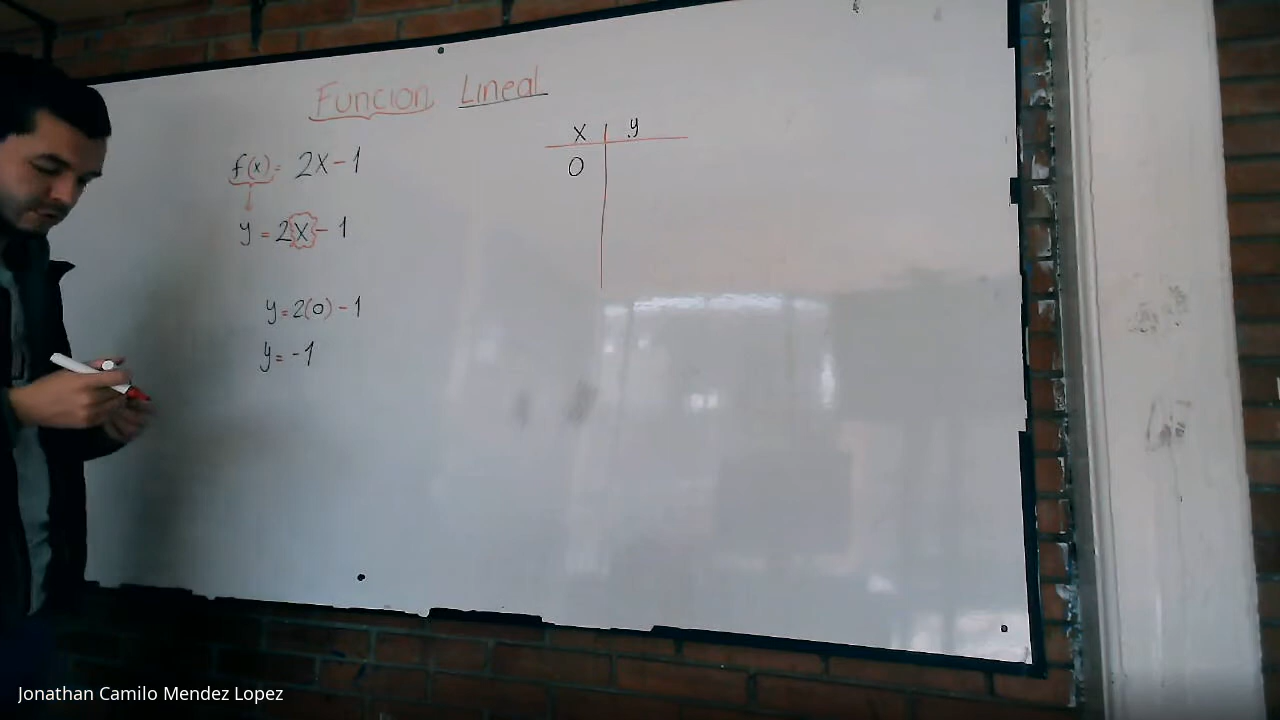 Funcion Lineal
f(x) = 2x - 1
y = 2x - 1
y = 2(0) - 1
y = -1
x y
0
Jonathan Camilo Mendez Lopez